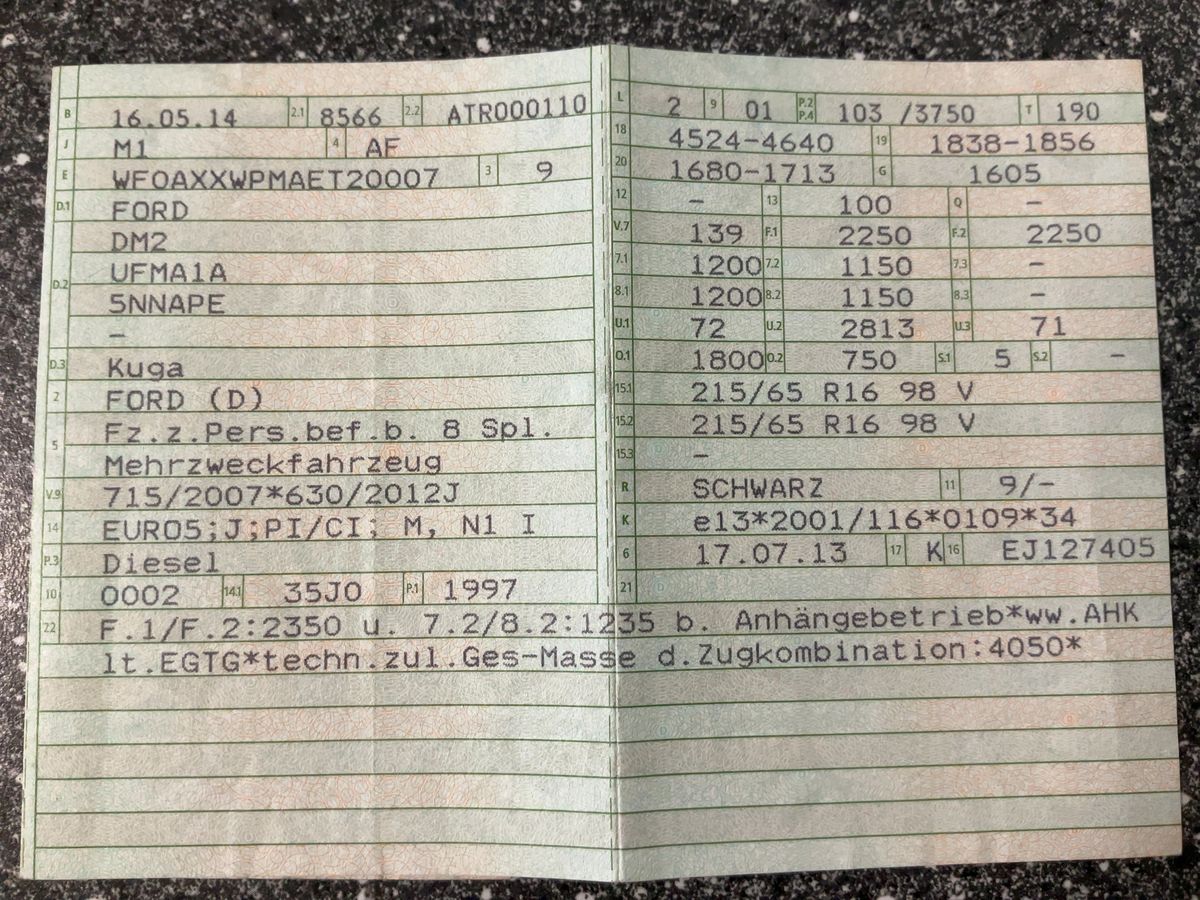 B 16.05.14 2.1 8566 2.2 ATR000110
J M1 4 AF
E WF0AXXWPMAET20007 3 9
D.1 FORD
DM2
D.2 UFMA1A
5NNAPE
–
D.3 Kuga
2 FORD (D)
5 Fz.z.Pers.bef.b. 8 Spl.
Mehrzweckfahrzeug
V.9 715/2007*630/2012J
14 EURO5;J;PI/CI; M, N1 I
P.3 Diesel
10 0002 14.1 35J0 P.1 1997
L 2 9 01 P.2 P.4 103 /3750 T 190
18 4524-4640 19 1838-1856
20 1680-1713 G 1605
12 – 13 100 Q –
V.7 139 F.1 2250 F.2 2250
7.1 1200 7.2 1150 7.3 –
8.1 1200 8.2 1150 8.3 –
U.1 72 U.2 2813 U.3 71
O.1 1800 O.2 750 S.1 5 S.2 –
15.1 215/65 R16 98 V
15.2 215/65 R16 98 V
15.3 –
R SCHWARZ 11 9/-
K e13*2001/116*0109*34
6 17.07.13 17 K 16 EJ127405
21
22 F.1/F.2:2350 u. 7.2/8.2:1235 b. Anhängebetrieb*ww.AHK
lt.EGTG*techn.zul.Ges-Masse d.Zugkombination:4050*